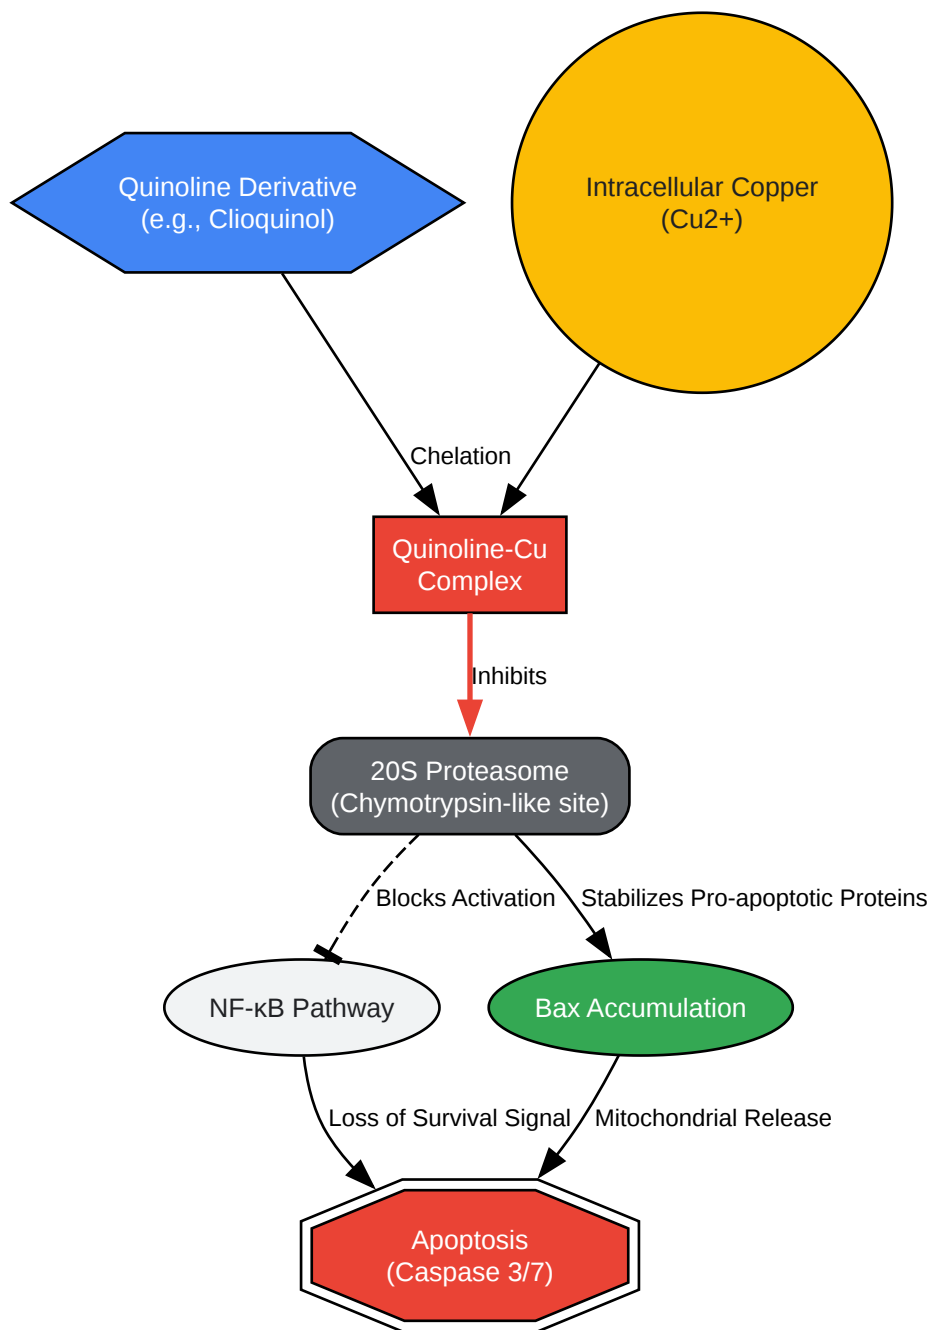 Quinoline Derivative
(e.g., Clioquinol)
Intracellular Copper
(Cu2+)
Chelation
Quinoline-Cu
Complex
Inhibits
20S Proteasome
(Chymotrypsin-like site)
Blocks Activation
Stabilizes Pro-apoptotic Proteins
NF-κB Pathway
Bax Accumulation
Loss of Survival Signal
Mitochondrial Release
Apoptosis
(Caspase 3/7)